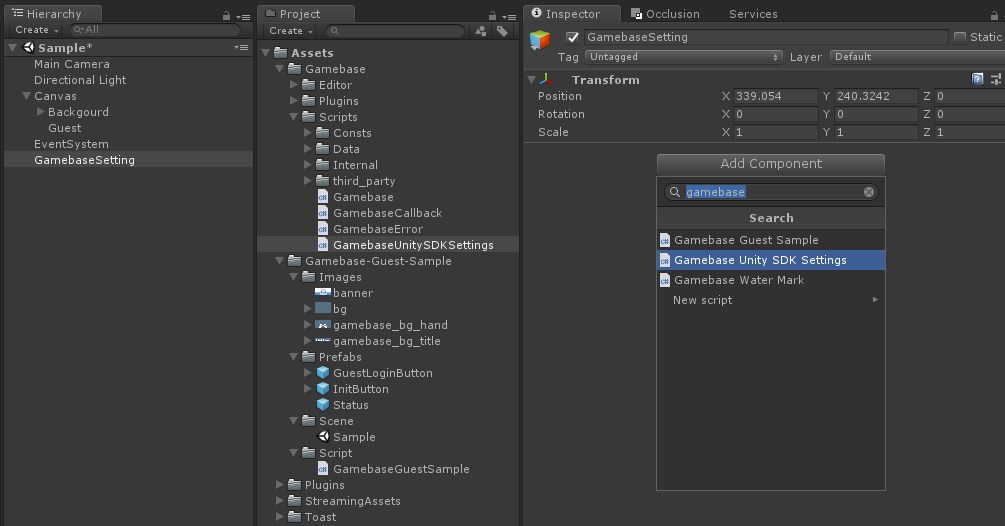 Hierarchy
Create
All
Sample*
Main Camera
Directional Light
Canvas
Backgourd
Guest
EventSystem
GamebaseSetting
Project
Create
Assets
Gamebase
Editor
Plugins
Scripts
Consts
Data
Internal
third_party
Gamebase
GamebaseCallback
GamebaseError
GamebaseUnitySDKSettings
Gamebase-Guest-Sample
Images
banner
bg
gamebase_bg_hand
gamebase_bg_title
Prefabs
GuestLoginButton
InitButton
Status
Scene
Sample
Script
GamebaseGuestSample
Plugins
StreamingAssets
Toast
Inspector
Occlusion
Services
GamebaseSetting
Static
Tag Untagged Layer Default
Transform
Position X 339.054 Y 240.3242 Z 0
Rotation X 0 Y 0 Z 0
Scale X 1 Y 1 Z 1
Add Component
gamebase
Search
Gamebase Guest Sample
Gamebase Unity SDK Settings
Gamebase Water Mark
New script